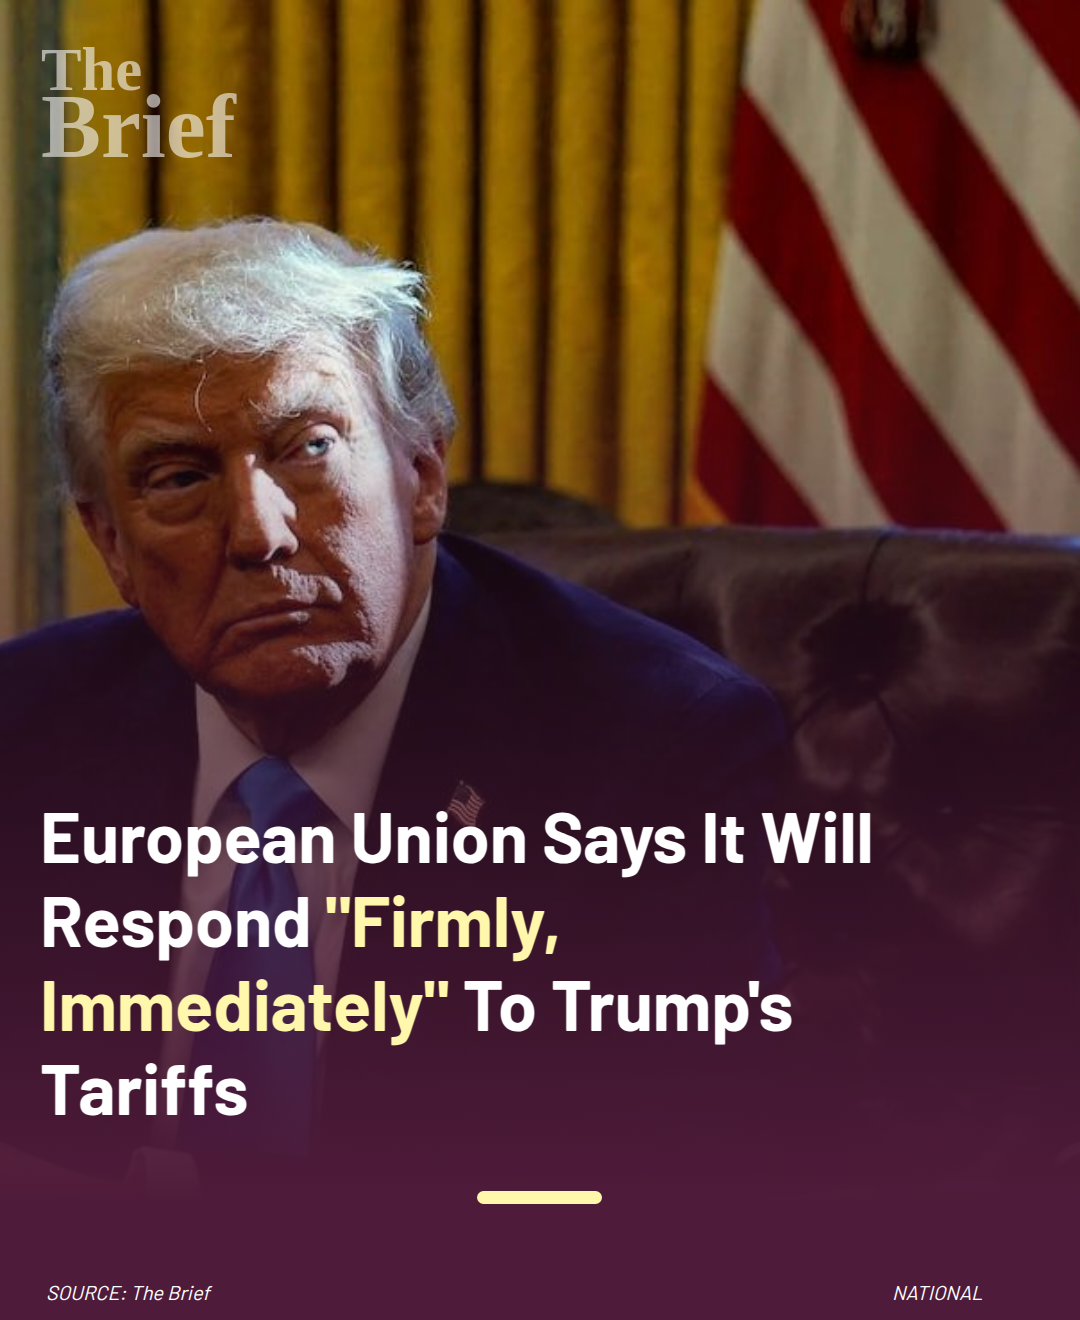 The
Brief
European Union Says It Will
Respond "Firmly,
Immediately" To Trump's
Tariffs
SOURCE: The Brief
NATIONAL